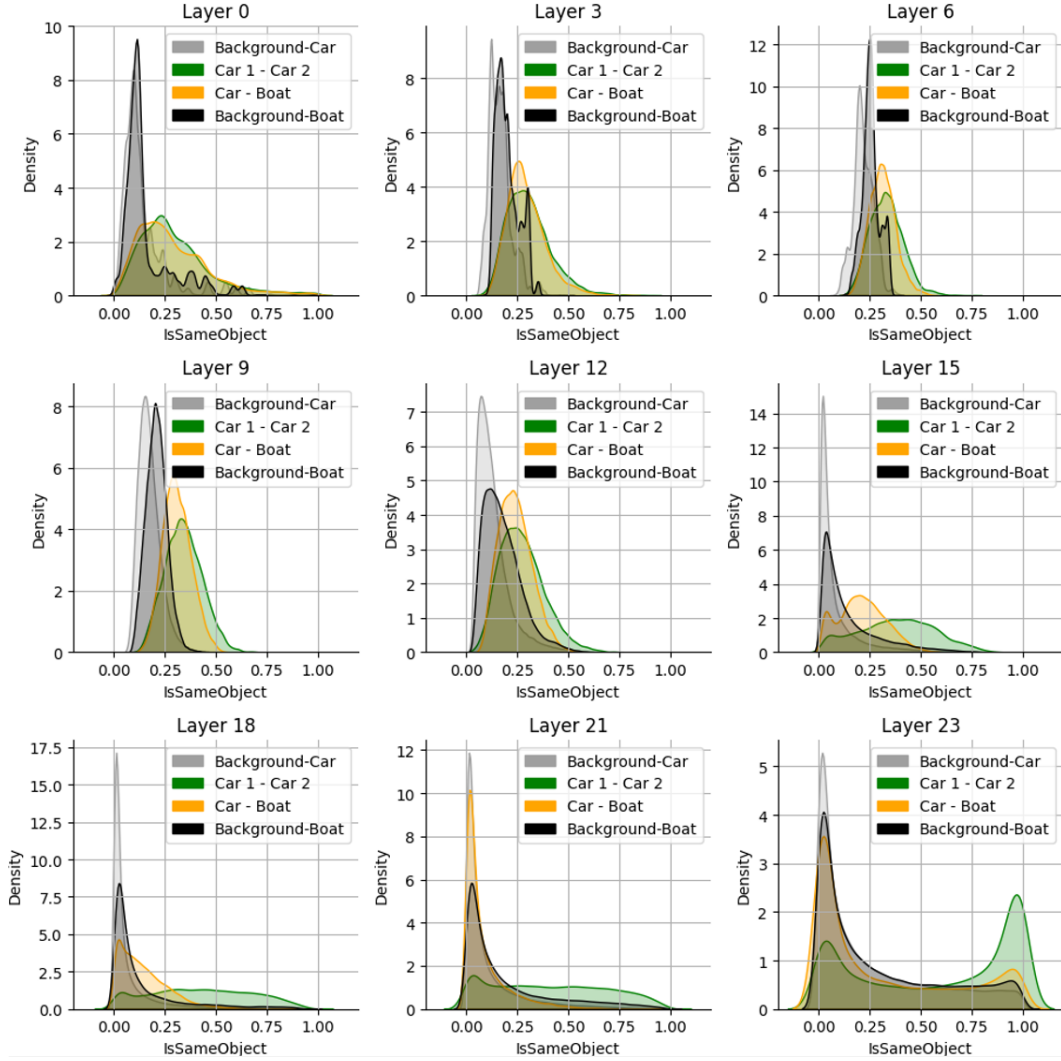 Layer 0
Background-Car
Car 1 - Car 2
Car - Boat
Background-Boat
Density
10
8
6
4
2
0
0.00 0.25 0.50 0.75 1.00
IsSameObject
Layer 3
Background-Car
Car 1 - Car 2
Car - Boat
Background-Boat
Density
8
6
4
2
0
0.00 0.25 0.50 0.75 1.00
IsSameObject
Layer 6
Background-Car
Car 1 - Car 2
Car - Boat
Background-Boat
Density
12
10
8
6
4
2
0
0.00 0.25 0.50 0.75 1.00
IsSameObject
Layer 9
Background-Car
Car 1 - Car 2
Car - Boat
Background-Boat
Density
8
6
4
2
0
0.00 0.25 0.50 0.75 1.00
IsSameObject
Layer 12
Background-Car
Car 1 - Car 2
Car - Boat
Background-Boat
Density
7
6
5
4
3
2
1
0
0.00 0.25 0.50 0.75 1.00
IsSameObject
Layer 15
Background-Car
Car 1 - Car 2
Car - Boat
Background-Boat
Density
14
12
10
8
6
4
2
0
0.00 0.25 0.50 0.75 1.00
IsSameObject
Layer 18
Background-Car
Car 1 - Car 2
Car - Boat
Background-Boat
Density
17.5
15.0
12.5
10.0
7.5
5.0
2.5
0.0
0.00 0.25 0.50 0.75 1.00
IsSameObject
Layer 21
Background-Car
Car 1 - Car 2
Car - Boat
Background-Boat
Density
12
10
8
6
4
2
0
0.00 0.25 0.50 0.75 1.00
IsSameObject
Layer 23
Background-Car
Car 1 - Car 2
Car - Boat
Background-Boat
Density
5
4
3
2
1
0
0.00 0.25 0.50 0.75 1.00
IsSameObject